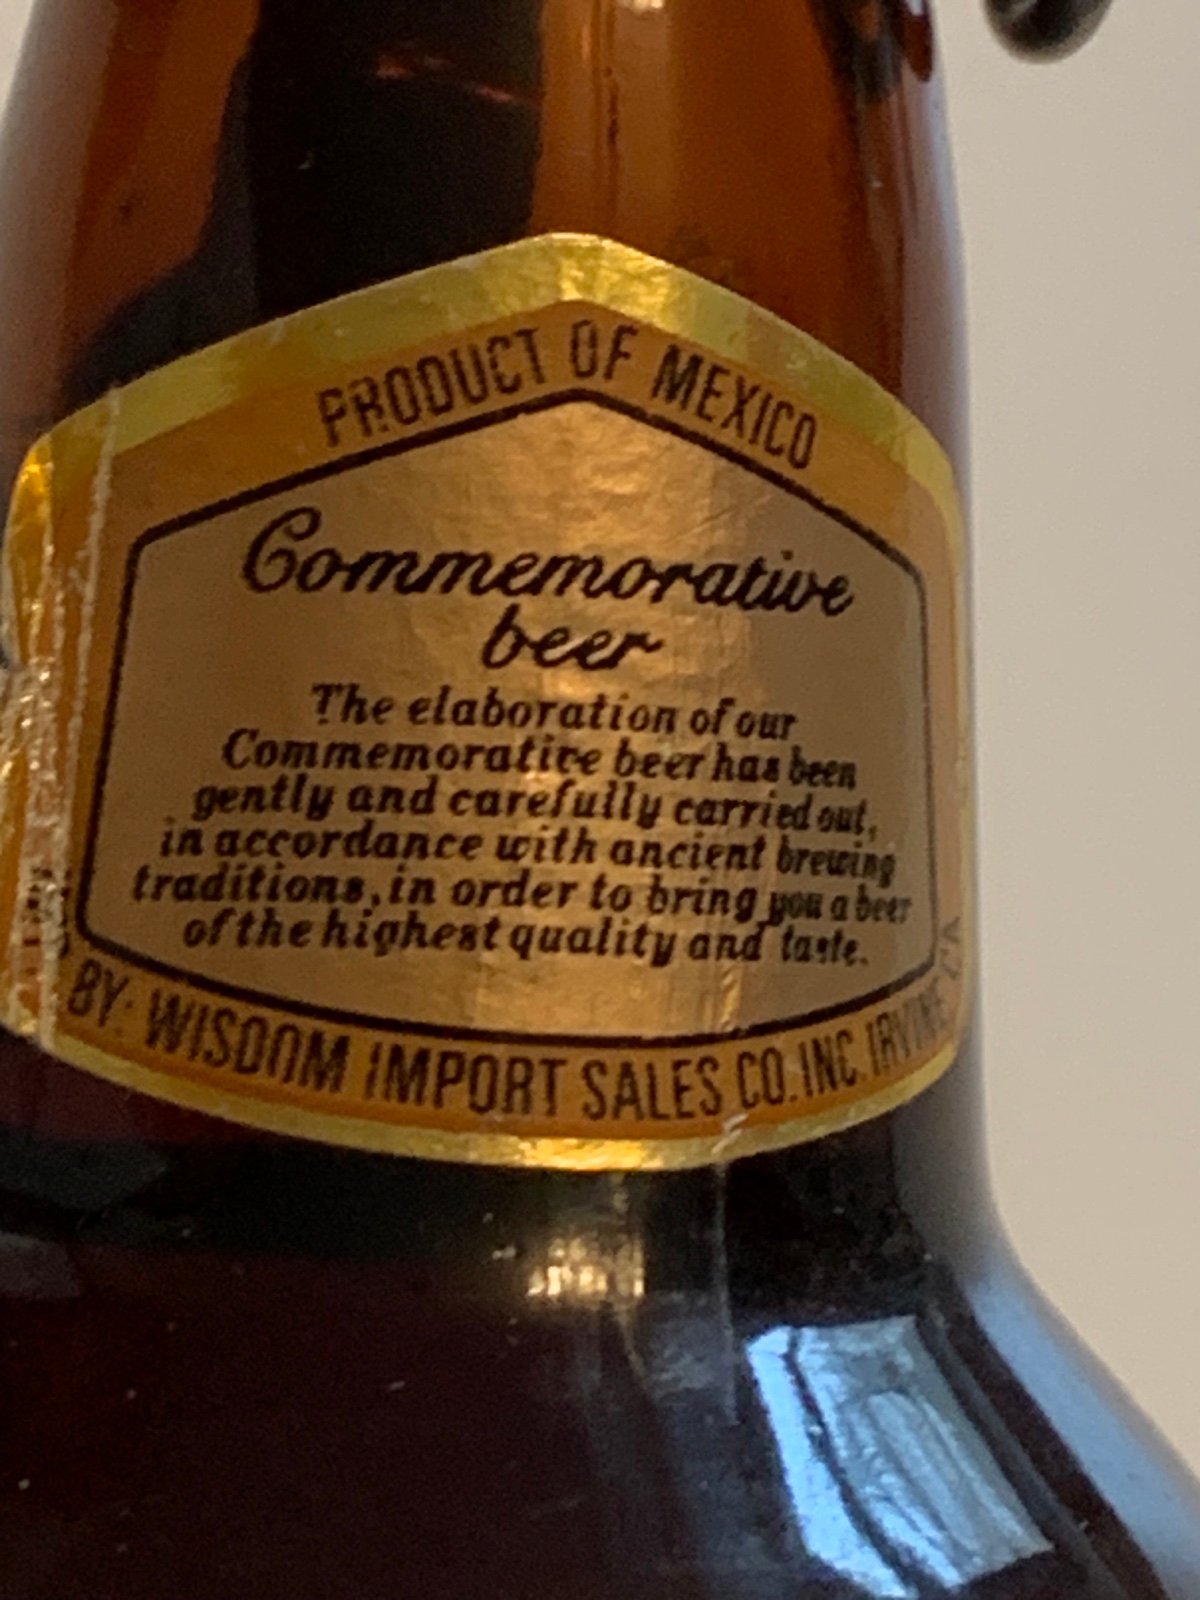 PRODUCT OF MEXICO
Commemorative
beer
The elaboration of our
Commemorative beer has been
gently and carefully carried out,
in accordance with ancient brewing
traditions, in order to bring you a beer
of the highest quality and taste.
BY: WISDOM IMPORT SALES CO. INC. IRVINE CA